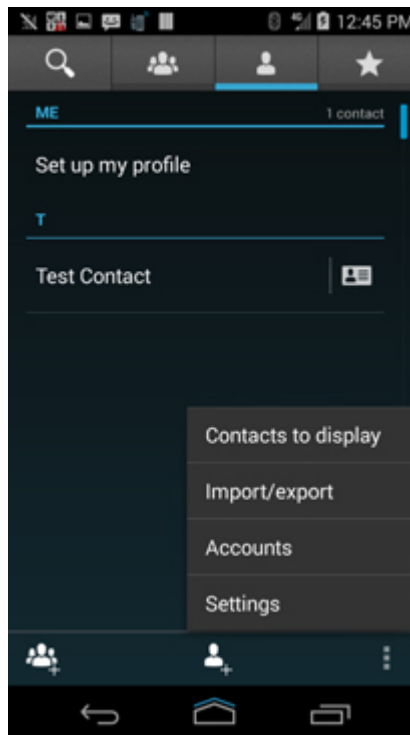 12:45 PM
ME 1 contact
Set up my profile
T
Test Contact
Contacts to display
Import/export
Accounts
Settings